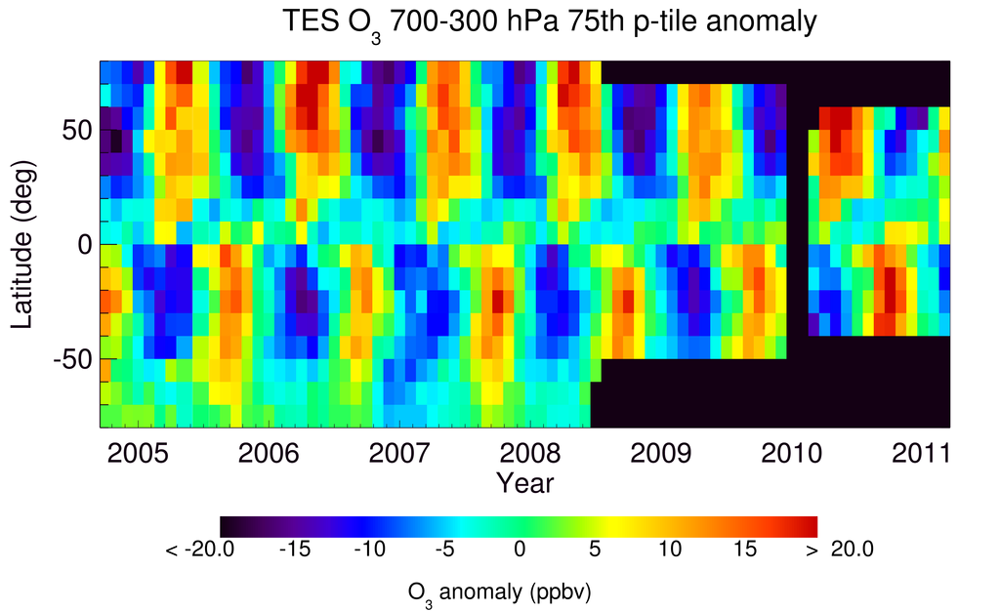 TES O3 700-300 hPa 75th p-tile anomaly
Latitude (deg)
50
0
-50
2005 2006 2007 2008 2009 2010 2011
Year
< -20.0 -15 -10 -5 0 5 10 15 > 20.0
O3 anomaly (ppbv)